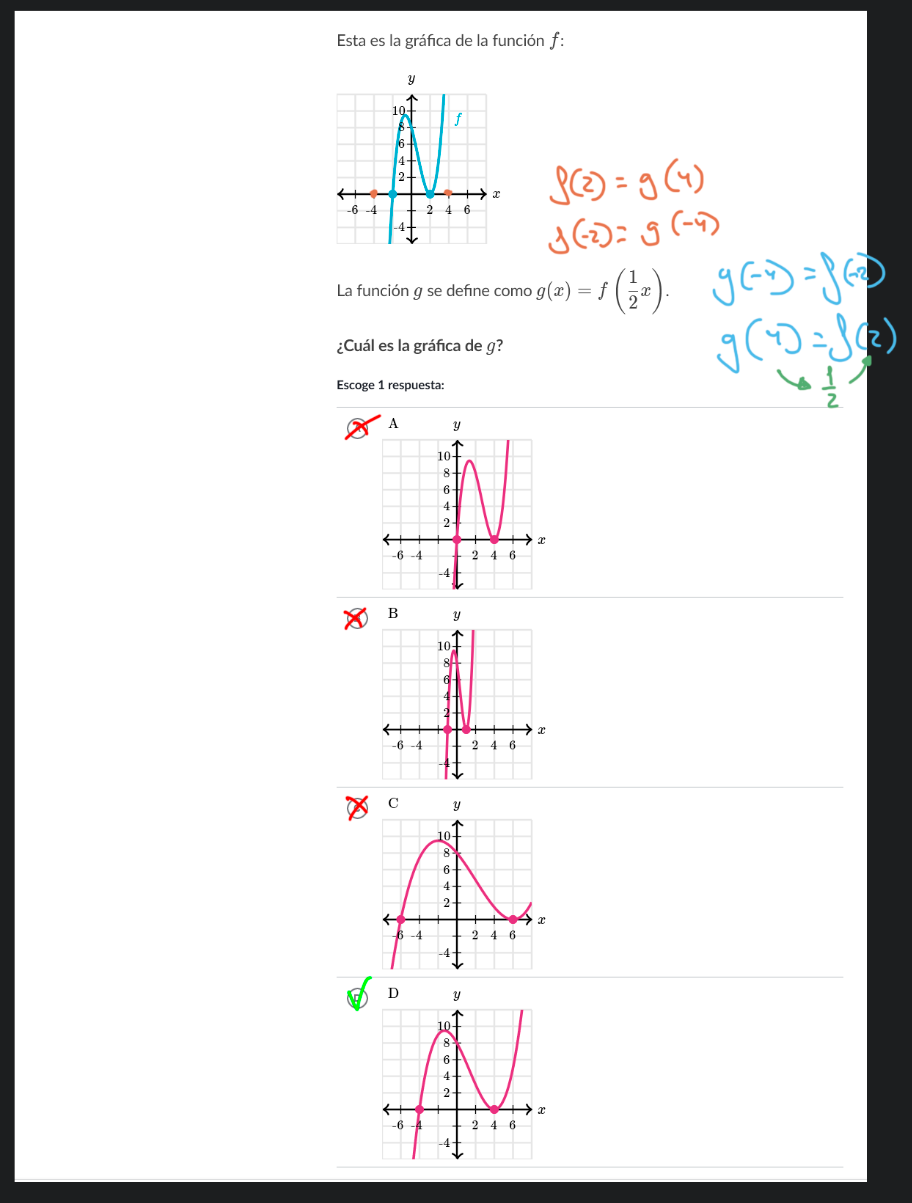 Esta es la gráfica de la función f:
y
10
8
6
4
2
-4
-6 -4
2 4 6
x
f
f(2) = g(4)
f(-2) = g(-4)
La función g se define como g(x) = f(1/2 x).
g(-4) = f(-2)
g(4) = f(2)
1/2
¿Cuál es la gráfica de g?
Escoge 1 respuesta:
A
y
10
8
6
4
2
-4
-6 -4
2 4 6
x
B
y
10
8
6
4
2
-4
-6 -4
2 4 6
x
C
y
10
8
6
4
2
-4
-6 -4
2 4 6
x
D
y
10
8
6
4
2
-4
-6 -4
2 4 6
x